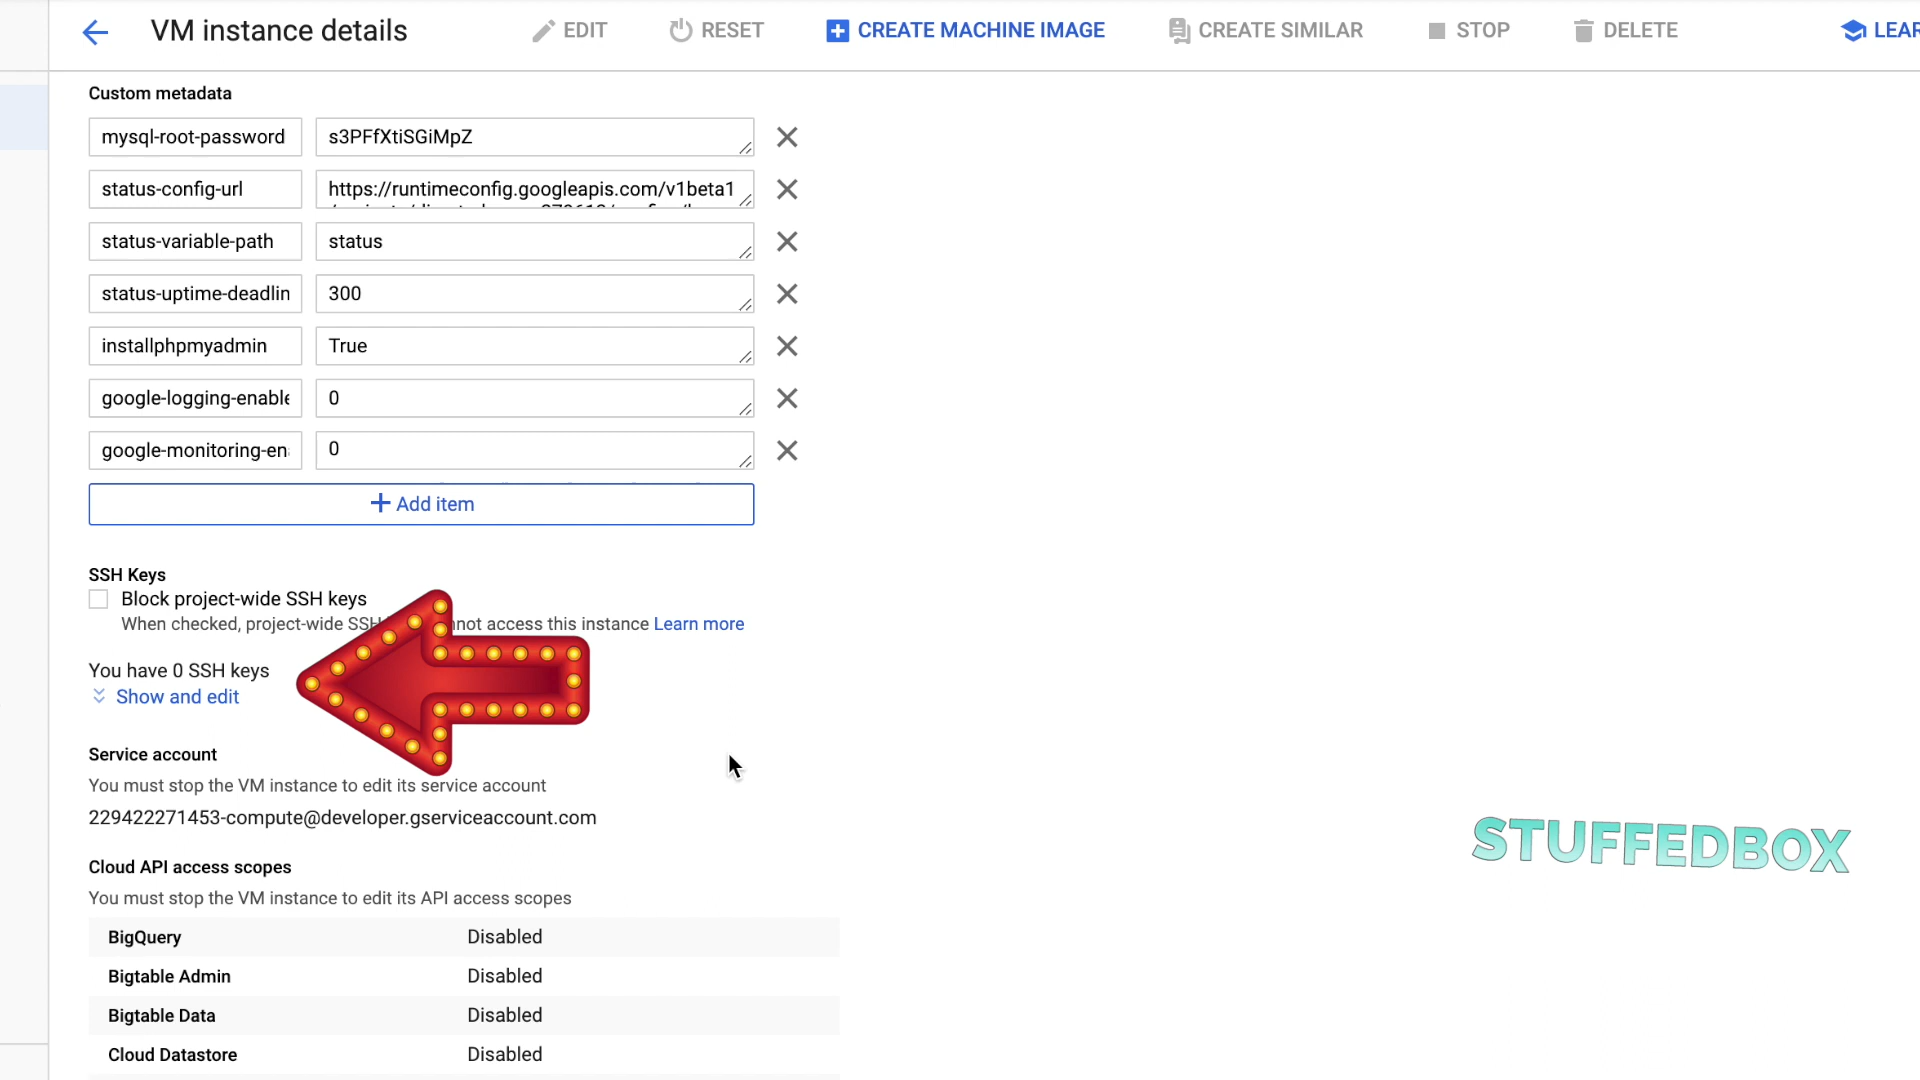 VM instance details
EDIT
RESET
CREATE MACHINE IMAGE
CREATE SIMILAR
STOP
DELETE
LEAR
Custom metadata
mysql-root-password
s3PFfXtiSGiMpZ
status-config-url
https://runtimeconfig.googleapis.com/v1beta1
status-variable-path
status
status-uptime-deadlin
300
installphpmyadmin
True
google-logging-enable
0
google-monitoring-en
0
Add item
SSH Keys
Block project-wide SSH keys
When checked, project-wide SSH nnot access this instance Learn more
You have 0 SSH keys
Show and edit
Service account
You must stop the VM instance to edit its service account
229422271453-compute@developer.gserviceaccount.com
Cloud API access scopes
You must stop the VM instance to edit its API access scopes
BigQuery
Disabled
Bigtable Admin
Disabled
Bigtable Data
Disabled
Cloud Datastore
Disabled
STUFFEDBOX